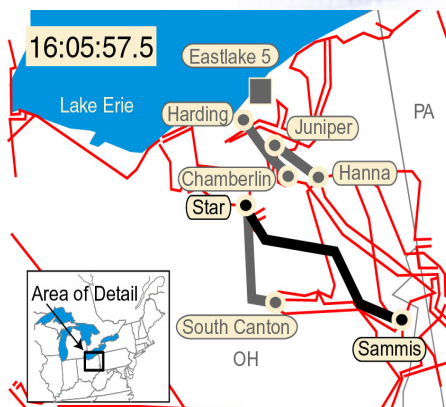 16:05:57.5
Eastlake 5
Lake Erie
Harding
PA
Juniper
Chamberlin
Hanna
Star
Area of Detail
South Canton
Sammis
OH